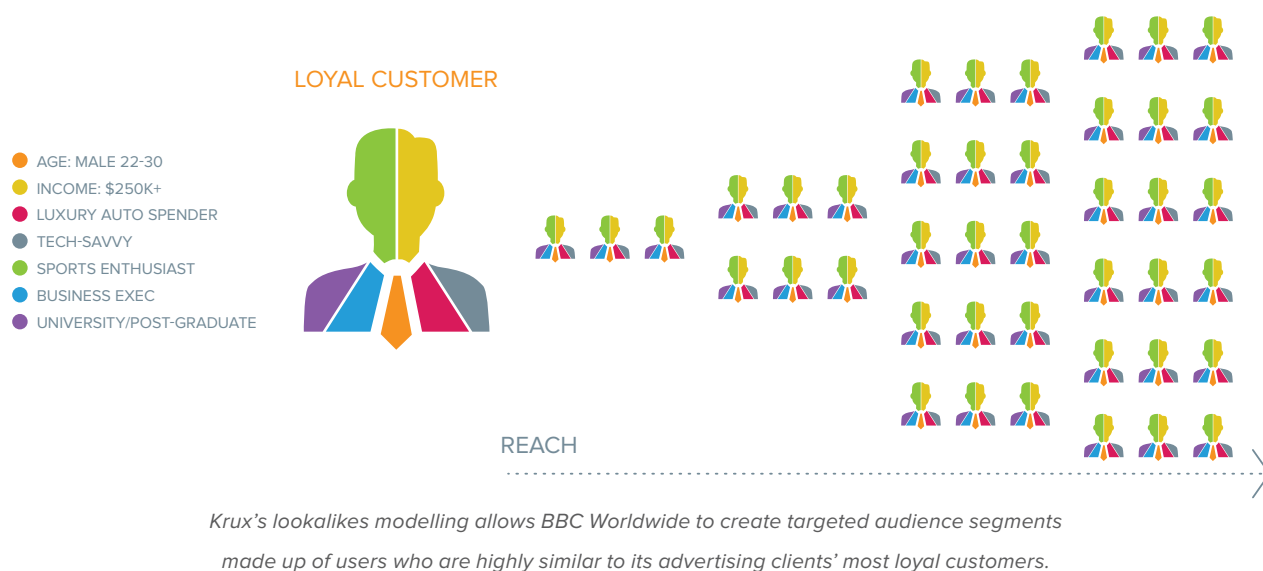 LOYAL CUSTOMER
AGE: MALE 22-30
INCOME: $250K+
LUXURY AUTO SPENDER
TECH-SAVVY
SPORTS ENTHUSIAST
BUSINESS EXEC
UNIVERSITY/POST-GRADUATE
REACH
Krux’s lookalikes modelling allows BBC Worldwide to create targeted audience segments
made up of users who are highly similar to its advertising clients’ most loyal customers.